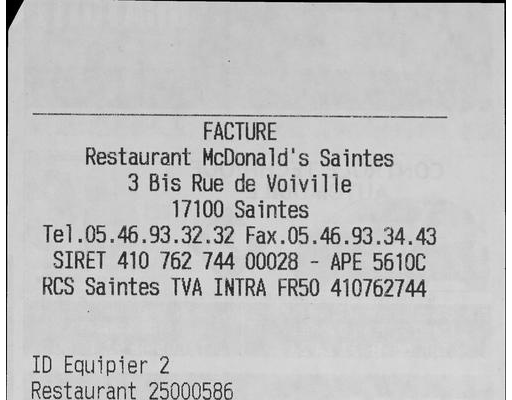 FACTURE
Restaurant McDonald's Saintes
3 Bis Rue de Voiville
17100 Saintes
Tel.05.46.93.32.32 Fax.05.46.93.34.43
SIRET 410 762 744 00028 - APE 5610C
RCS Saintes TVA INTRA FR50 410762744
ID Equipier 2
Restaurant 25000586